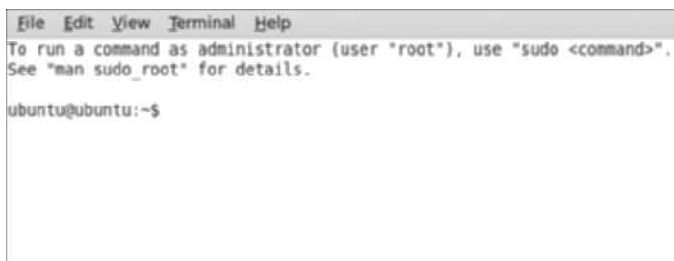 File Edit View Terminal Help
To run a command as administrator (user "root"), use "sudo <command>".
See "man sudo_root" for details.
ubuntu@ubuntu:~$